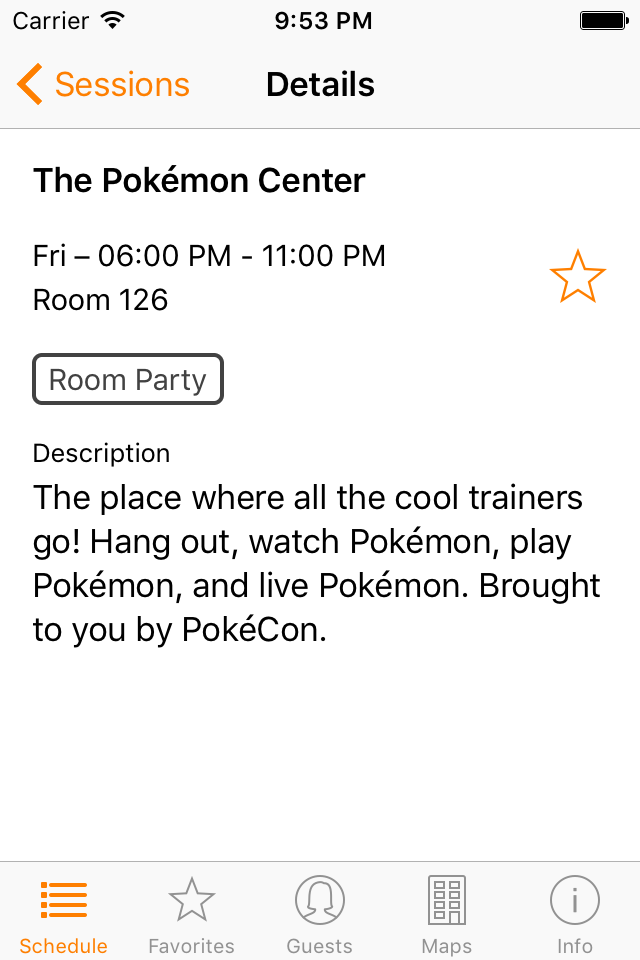 Carrier 9:53 PM
Sessions Details
The Pokémon Center
Fri – 06:00 PM - 11:00 PM
Room 126
Room Party
Description
The place where all the cool trainers
go! Hang out, watch Pokémon, play
Pokémon, and live Pokémon. Brought
to you by PokéCon.
Schedule Favorites Guests Maps Info